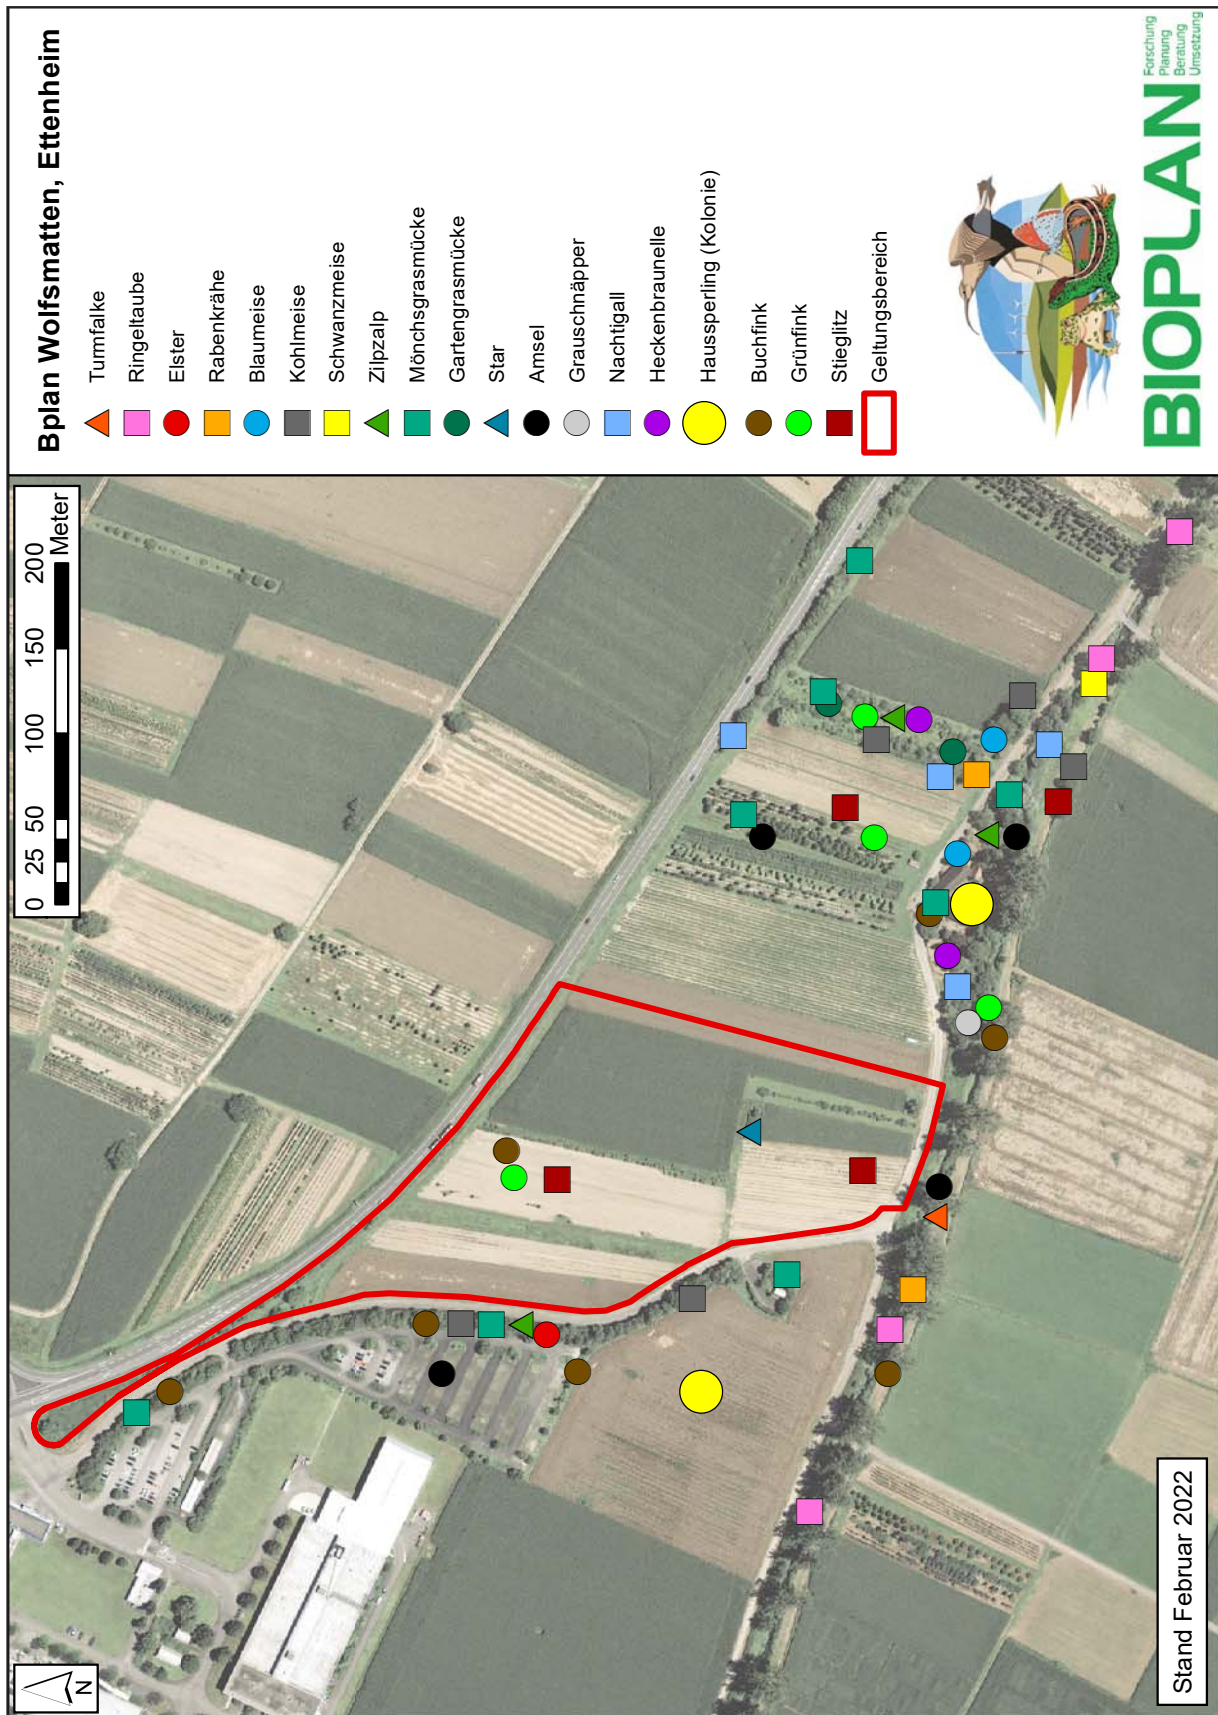 Bplan Wolfsmatten, Ettenheim
Turmfalke
Ringeltaube
Elster
Rabenkrähe
Blaumeise
Kohlmeise
Schwanzmeise
Zilpzalp
Mönchsgrasmücke
Gartengrasmücke
Star
Amsel
Grauschnäpper
Nachtigall
Heckenbraunelle
Haussperling (Kolonie)
Buchfink
Grünfink
Stieglitz
Geltungsbereich
BIOPLAN
Forschung
Planung
Beratung
Umsetzung
0 25 50 100 150 200
Meter
N
Stand Februar 2022